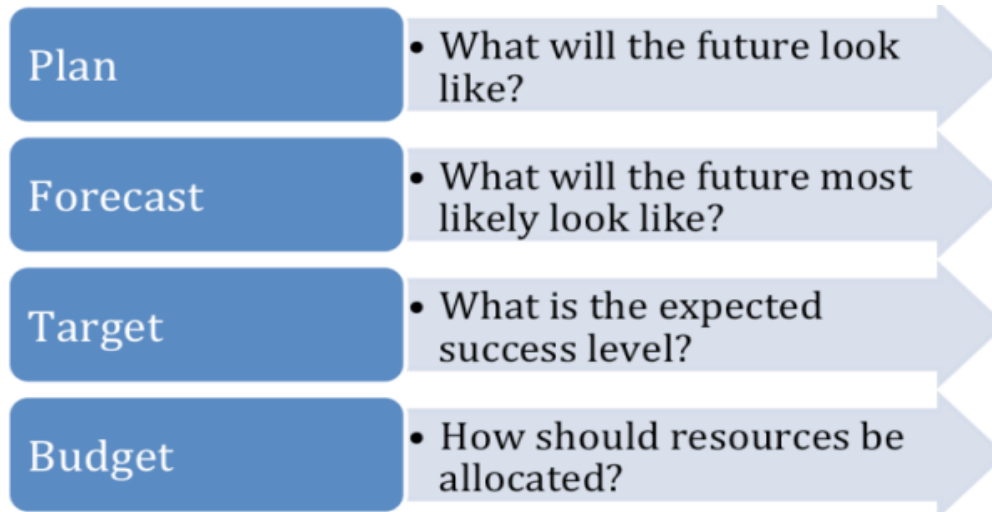 Plan
• What will the future look
like?
Forecast
• What will the future most
likely look like?
Target
• What is the expected
success level?
Budget
• How should resources be
allocated?